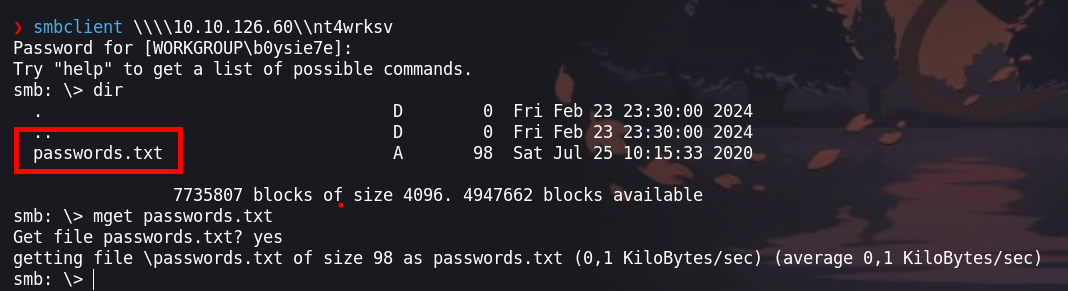 ❯ smbclient \\\\10.10.126.60\\nt4wrksv
Password for [WORKGROUP\b0ysie7e]:
Try "help" to get a list of possible commands.
smb: \> dir
  .                                   D        0  Fri Feb 23 23:30:00 2024
  ..                                  D        0  Fri Feb 23 23:30:00 2024
  passwords.txt                       A       98  Sat Jul 25 10:15:33 2020
                7735807 blocks of size 4096. 4947662 blocks available
smb: \> mget passwords.txt
Get file passwords.txt? yes
getting file \passwords.txt of size 98 as passwords.txt (0,1 KiloBytes/sec) (average 0,1 KiloBytes/sec)
smb: \>